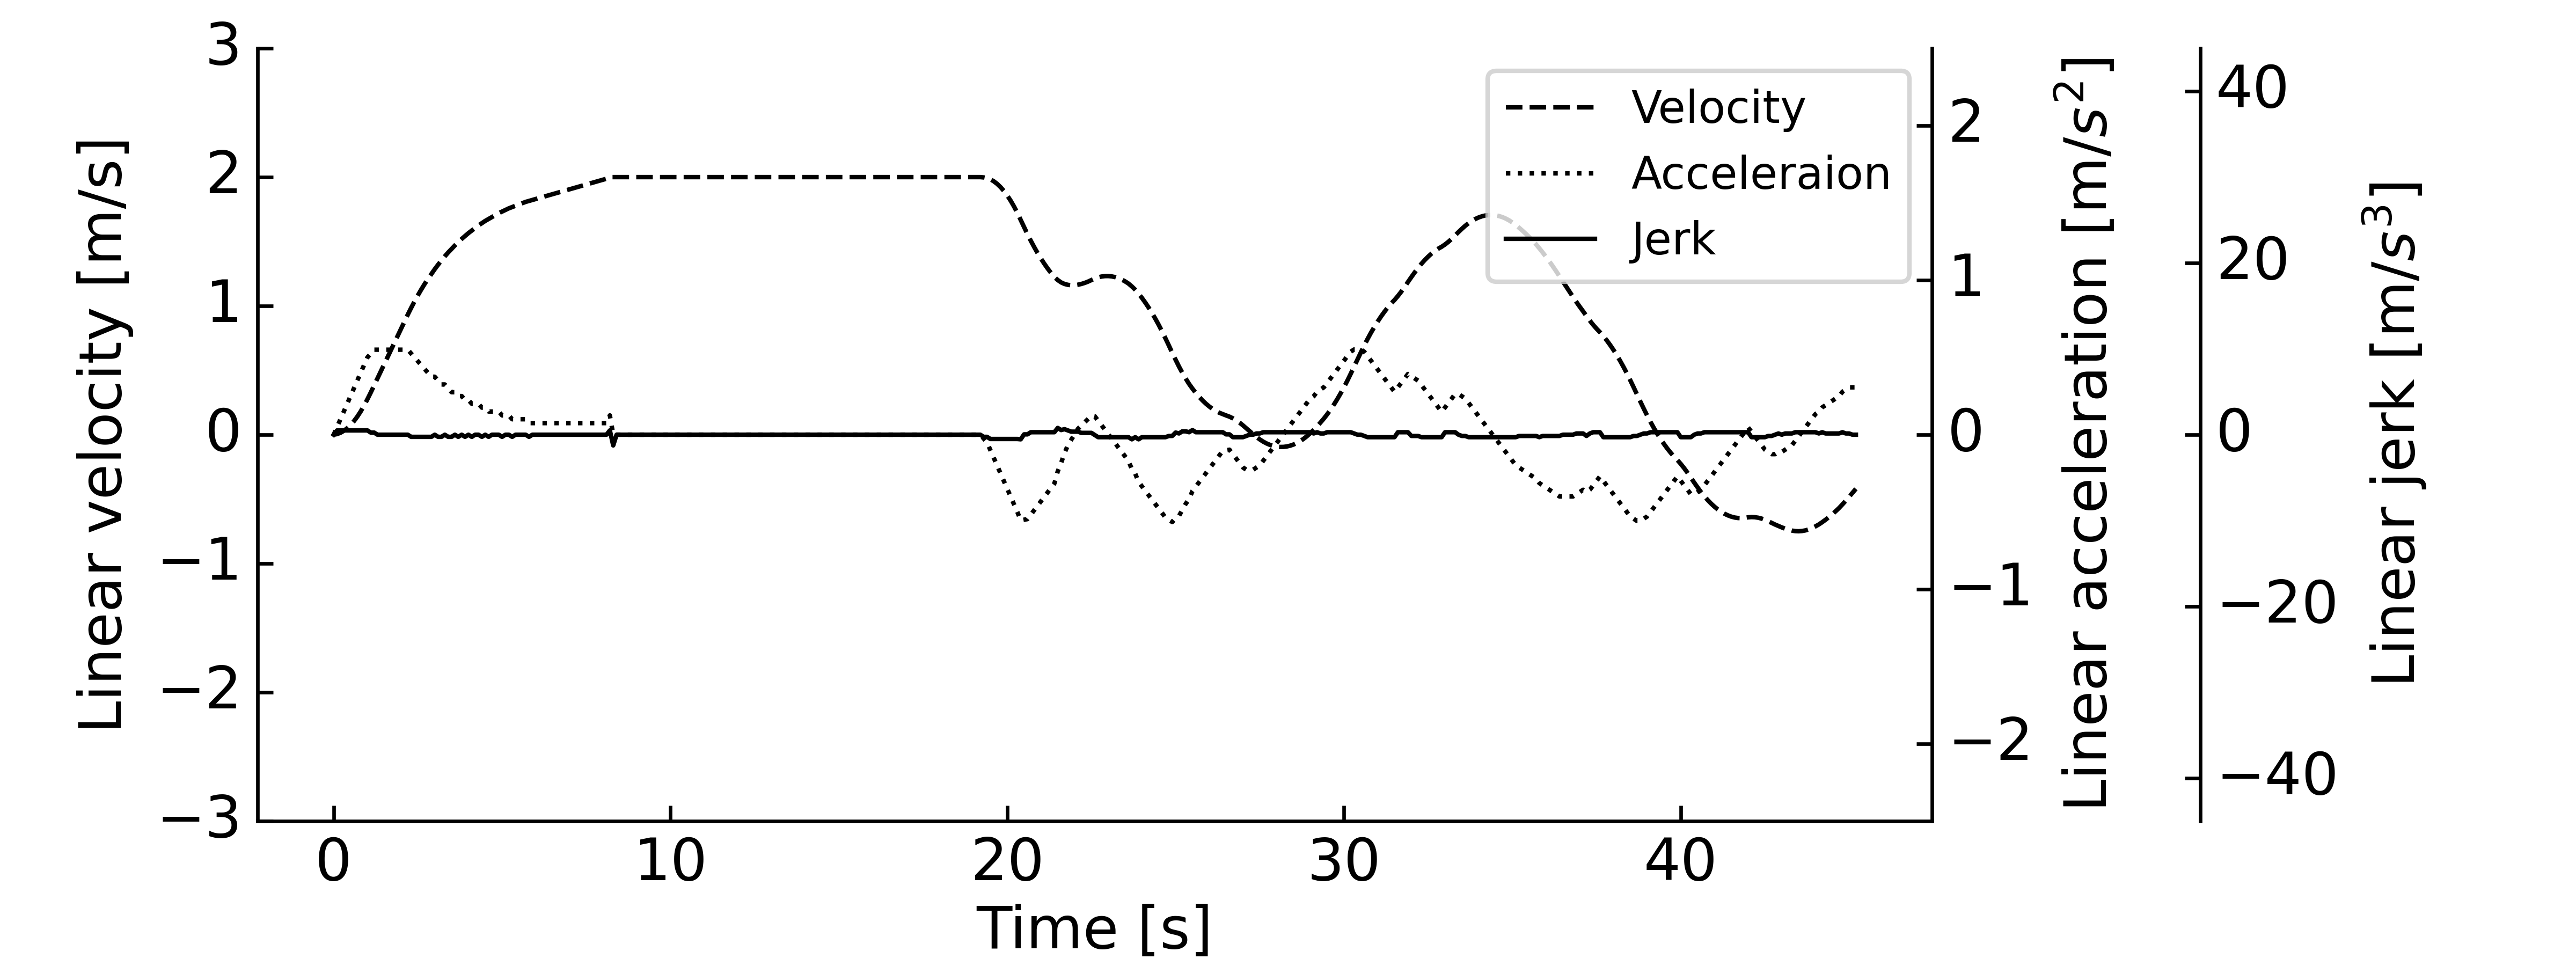 Linear velocity [m/s]
3
2
1
0
−1
−2
−3
0 10 20 30 40
Time [s]
Velocity
Acceleraion
Jerk
2
1
0
−1
−2
Linear acceleration [m/s²]
40
20
0
−20
−40
Linear jerk [m/s³]